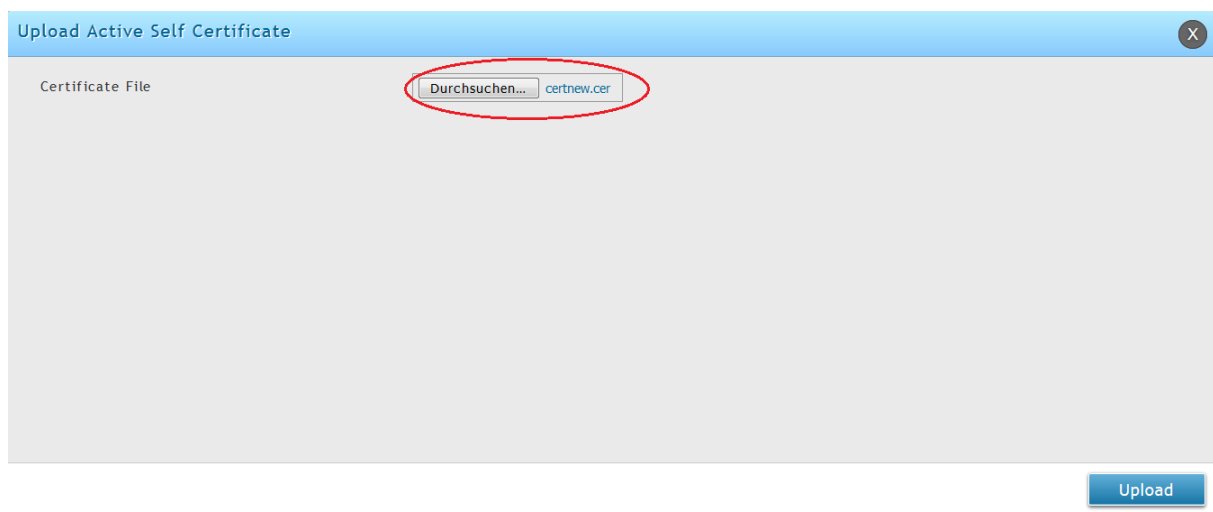 Upload Active Self Certificate
X
Certificate File
Durchsuchen... certnew.cer
Upload